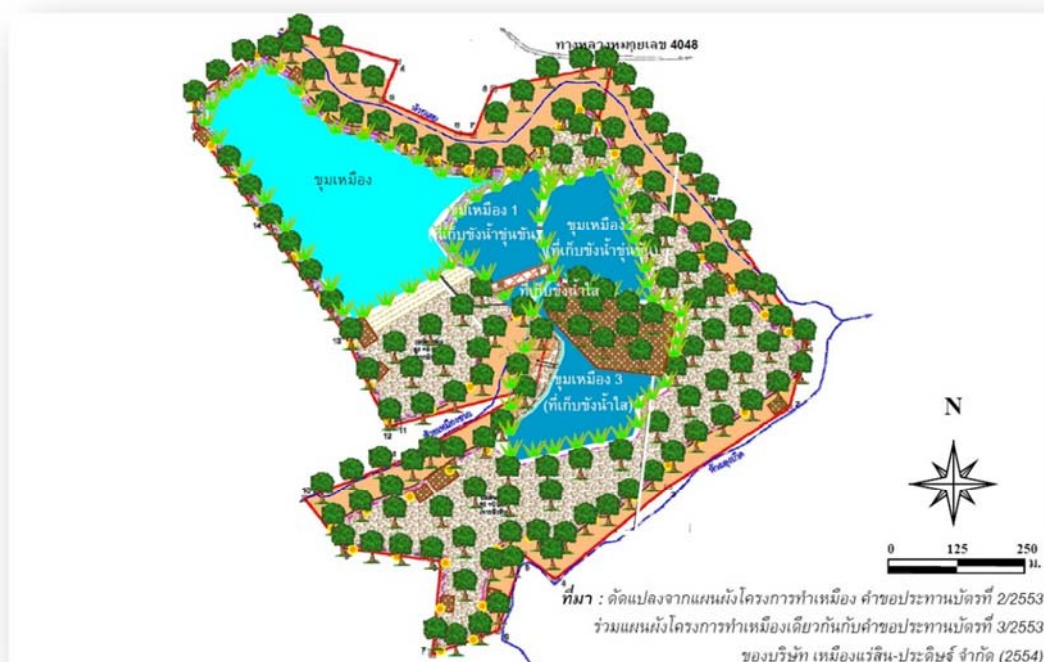 ทางหลวงหมายเลข 4048
ขุมเหมือง
ขุมเหมือง 1
(ที่เก็บขังน้ำขุ่นข้น)
ขุมเหมือง 2
(ที่เก็บขังน้ำขุ่นข้น)
ที่เก็บขังน้ำใส
ขุมเหมือง 3
(ที่เก็บขังน้ำใส)
N
0 125 250
ม.
ที่มา : ดัดแปลงจากแผนผังโครงการทำเหมือง คำขอประทานบัตรที่ 2/2553
ร่วมแผนผังโครงการทำเหมืองเดียวกันกับคำขอประทานบัตรที่ 3/2553
ของบริษัท เหมืองแร่สิน-ประดิษฐ์ จำกัด (2554)